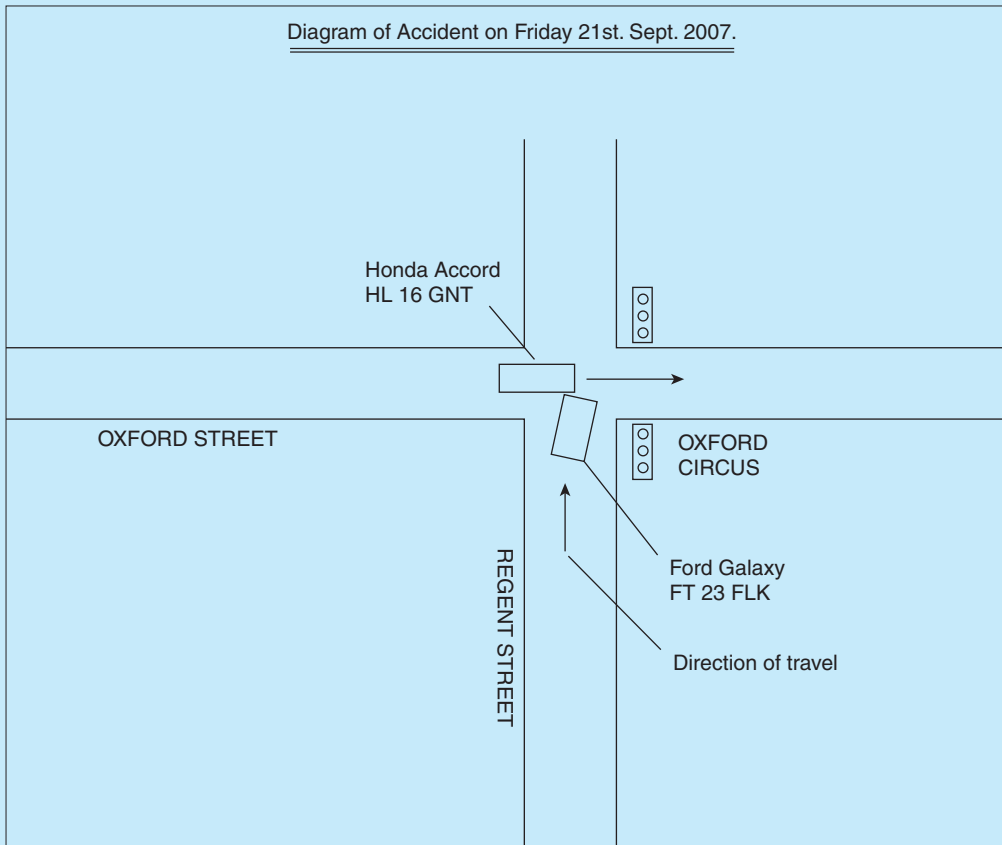 Diagram of Accident on Friday 21st. Sept. 2007.
Honda Accord
HL 16 GNT
OXFORD STREET
OXFORD
CIRCUS
REGENT STREET
Ford Galaxy
FT 23 FLK
Direction of travel